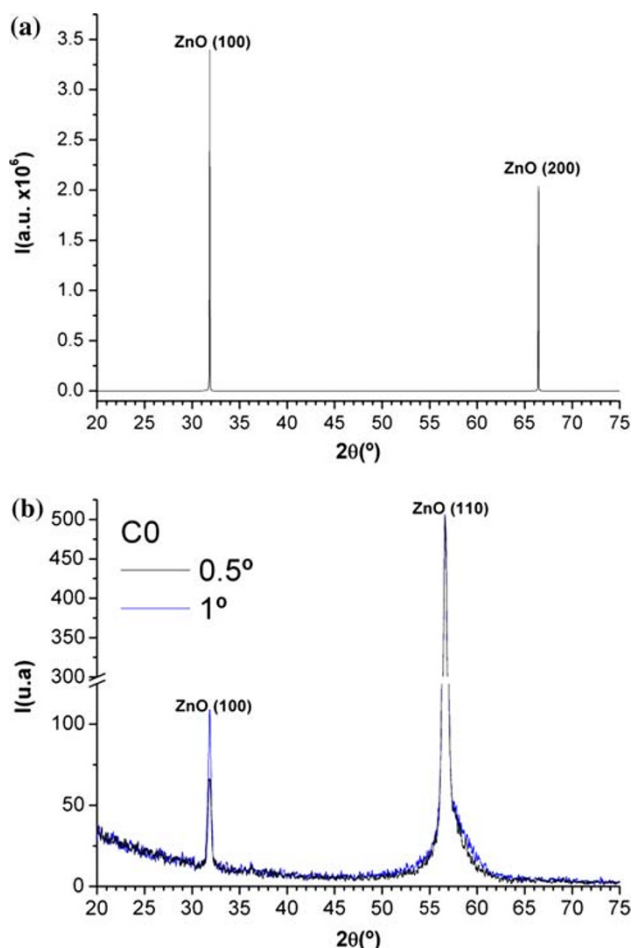 (a)
3.5
3.0
2.5
2.0
1.5
1.0
0.5
0.0
I(a.u. x10⁶)
ZnO (100)
ZnO (200)
20 25 30 35 40 45 50 55 60 65 70 75
2θ(º)
(b)
500
450
400
350
300
100
50
0
I(u.a)
C0
0.5º
1º
ZnO (110)
ZnO (100)
20 25 30 35 40 45 50 55 60 65 70 75
2θ(º)